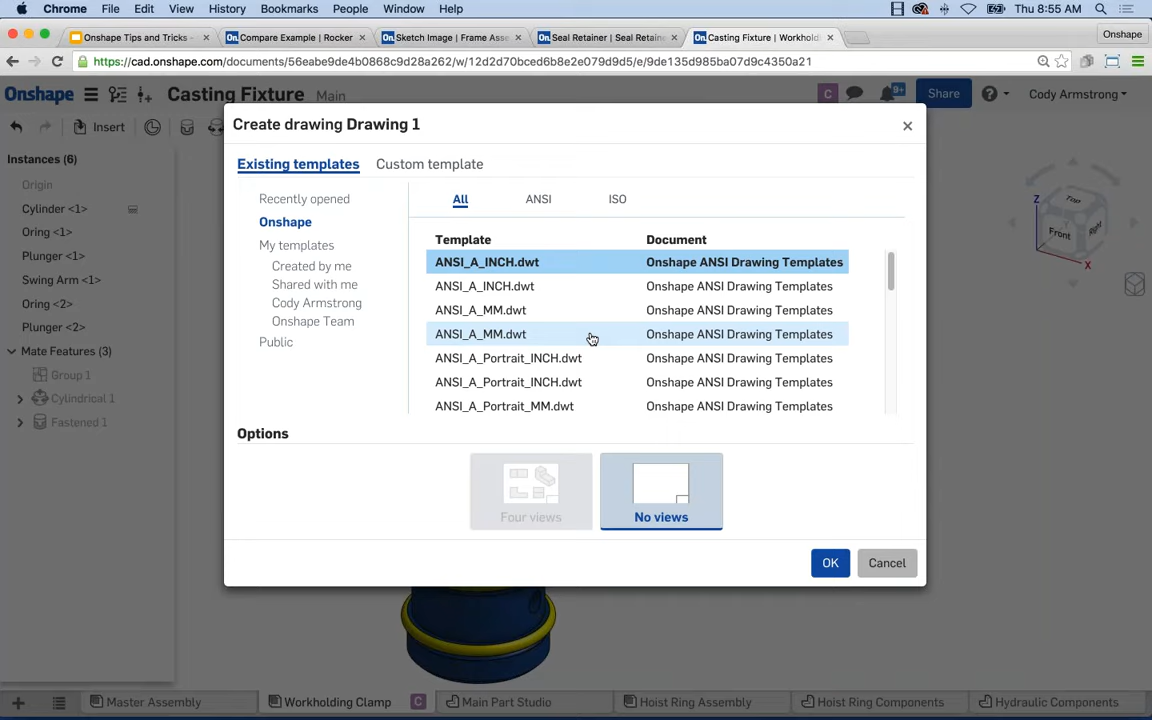 Chrome File Edit View History Bookmarks People Window Help Thu 8:55 AM
Onshape Tips and Tricks - Compare Example | Rocker Sketch Image | Frame Asse Seal Retainer | Seal Retaine Casting Fixture | Workholdi Onshape
https://cad.onshape.com/documents/56eabe9de4b0868c9d28a262/w/12d2d70bced6b8e2e079d9d5/e/9de135d985ba07d9c4350a21
Onshape Casting Fixture Main C 9+ Share ? Cody Armstrong
Insert
Create drawing Drawing 1
Instances (6)
Existing templates Custom template
Origin
Recently opened All ANSI ISO
Cylinder <1>
Onshape
Oring <1>
My templates Template Document
Plunger <1>
Created by me ANSI_A_INCH.dwt Onshape ANSI Drawing Templates
Swing Arm <1>
Shared with me ANSI_A_INCH.dwt Onshape ANSI Drawing Templates
Oring <2>
Cody Armstrong ANSI_A_MM.dwt Onshape ANSI Drawing Templates
Plunger <2>
Onshape Team ANSI_A_MM.dwt Onshape ANSI Drawing Templates
Public
Mate Features (3)
ANSI_A_Portrait_INCH.dwt Onshape ANSI Drawing Templates
Group 1
ANSI_A_Portrait_INCH.dwt Onshape ANSI Drawing Templates
Cylindrical 1
ANSI_A_Portrait_MM.dwt Onshape ANSI Drawing Templates
Fastened 1
Options
Four views No views
OK Cancel
Z Top Front Right X
Master Assembly Workholding Clamp C Main Part Studio Hoist Ring Assembly Hoist Ring Components Hydraulic Components